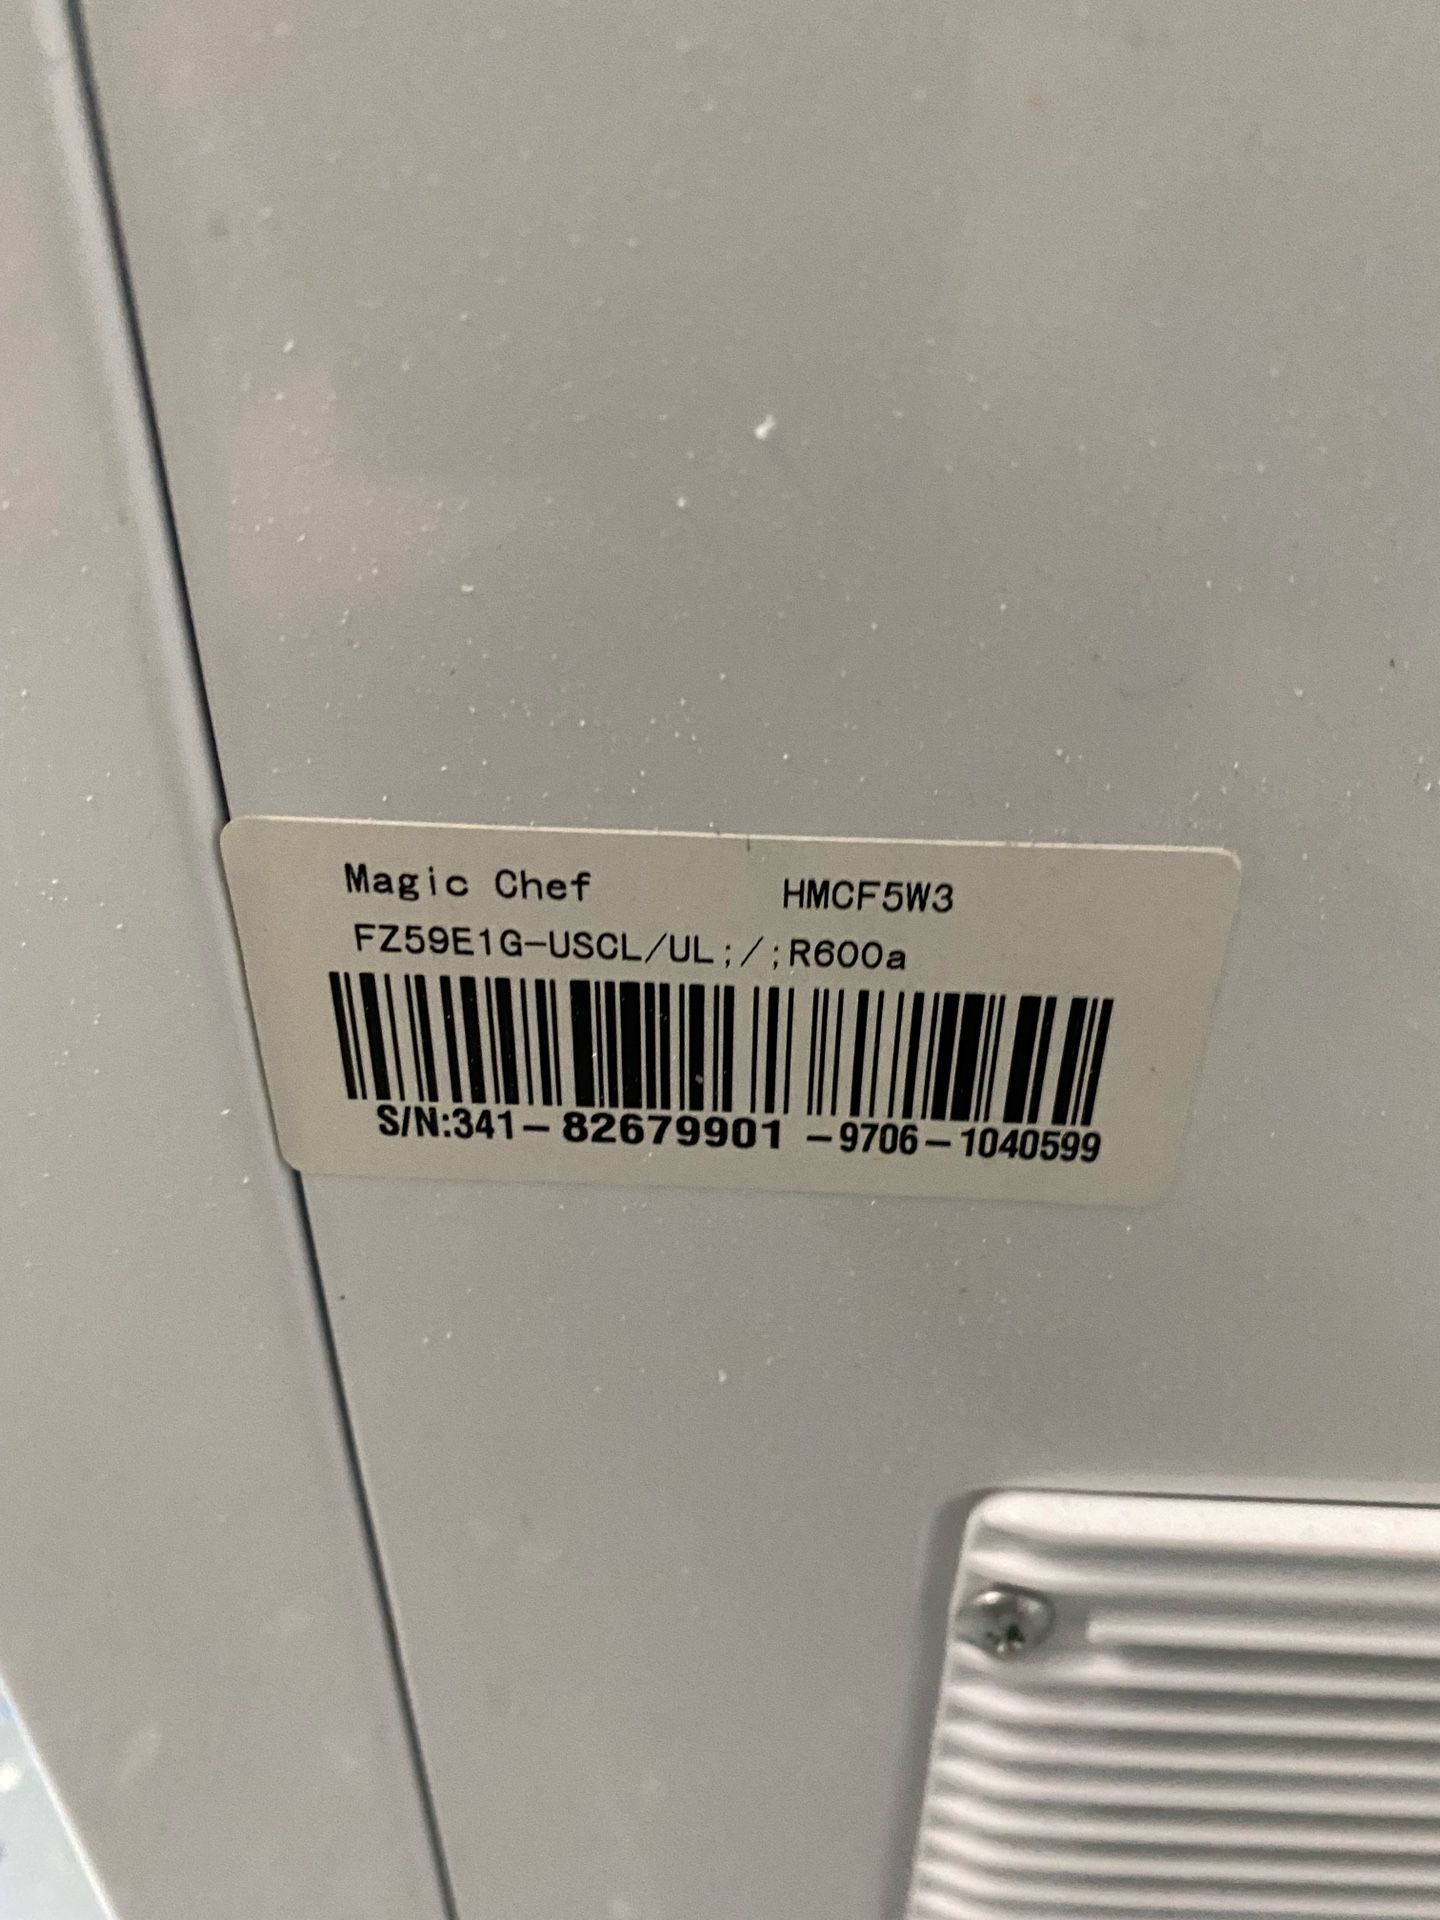 Magic Chef HMCF5W3
FZ59E1G-USCL/UL;/;R600a
S/N:341-82679901-9706-1040599